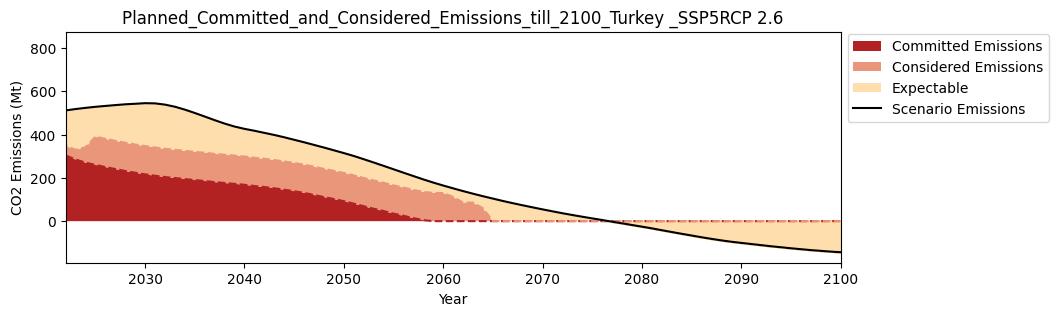 Planned_Committed_and_Considered_Emissions_till_2100_Turkey _SSP5RCP 2.6
CO2 Emissions (Mt)
800
600
400
200
0
2030
2040
2050
2060
2070
2080
2090
2100
Year
Committed Emissions
Considered Emissions
Expectable
Scenario Emissions